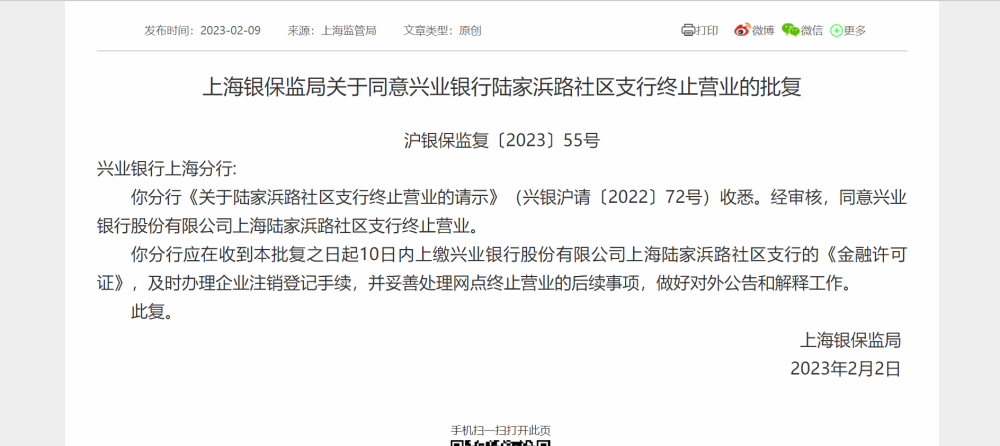 发布时间：2023-02-09 来源：上海监管局 文章类型：原创 打印 微博 微信 更多
上海银保监局关于同意兴业银行陆家浜路社区支行终止营业的批复
沪银保监复〔2023〕55号
兴业银行上海分行:
你分行《关于陆家浜路社区支行终止营业的请示》（兴银沪请〔2022〕72号）收悉。经审核，同意兴业
银行股份有限公司上海陆家浜路社区支行终止营业。
你分行应在收到本批复之日起10日内上缴兴业银行股份有限公司上海陆家浜路社区支行的《金融许可
证》，及时办理企业注销登记手续，并妥善处理网点终止营业的后续事项，做好对外公告和解释工作。
此复。
上海银保监局
2023年2月2日
手机扫一扫打开此页